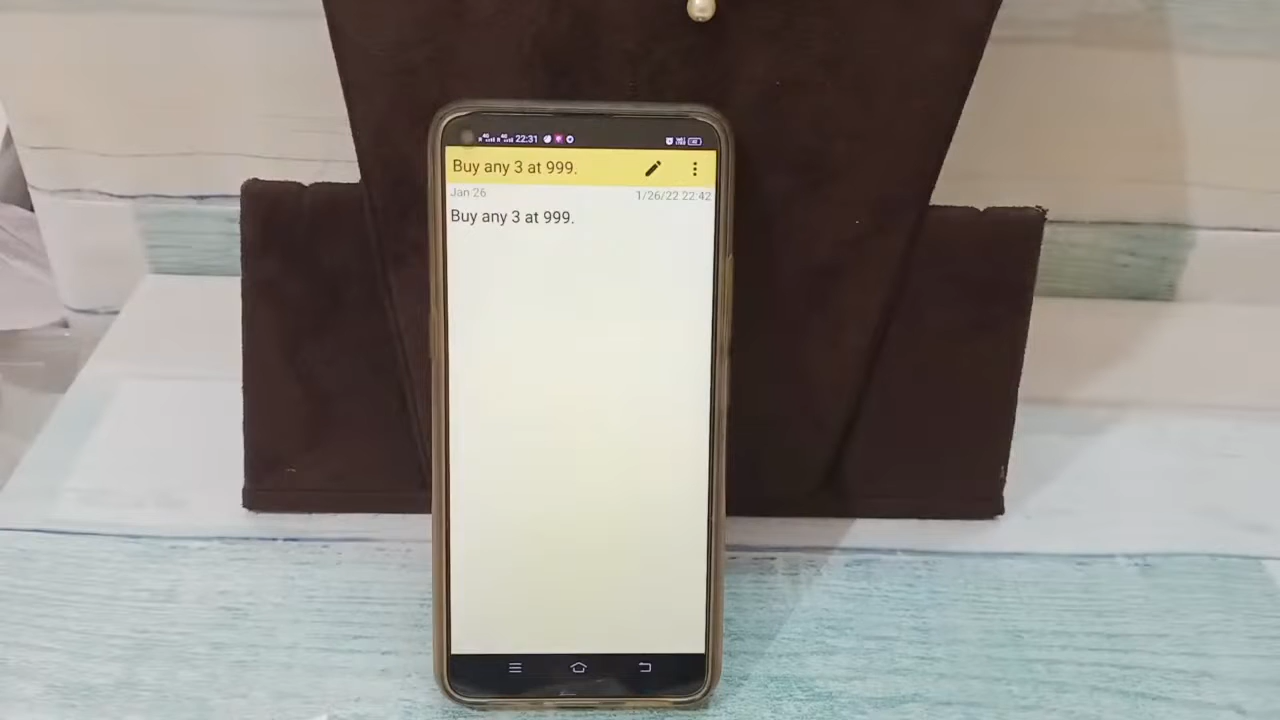 22:31
Buy any 3 at 999.
Jan 26
1/26/22 22:42
Buy any 3 at 999.